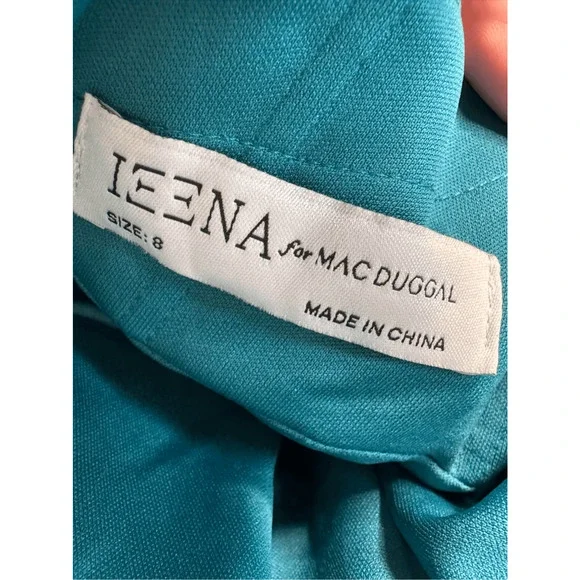 IEENA for MAC DUGGAL
SIZE: 8
MADE IN CHINA